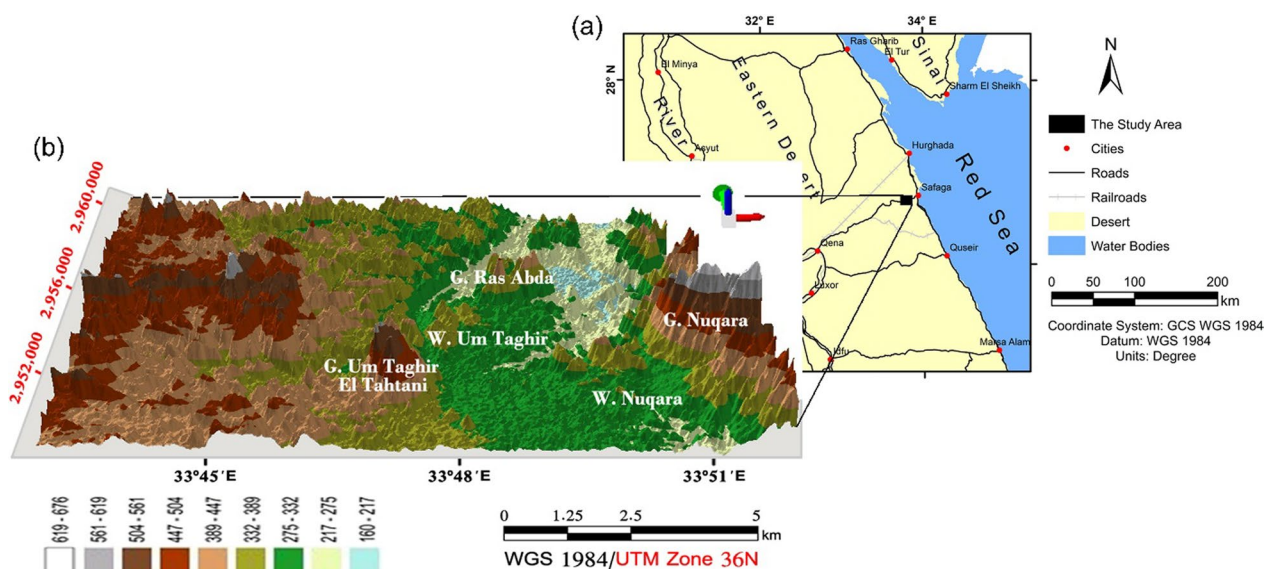 (a)
32° E
34° E
Ras Gharib
El Tur
Sinai
El Minya
28° N
Sharm El Sheikh
River
Eastern Desert
Asyut
Hurghada
Red Sea
Safaga
Qena
Quseir
Luxor
Marsa Alam
Idfu
N
The Study Area
Cities
Roads
Railroads
Desert
Water Bodies
0 50 100 200
km
Coordinate System: GCS WGS 1984
Datum: WGS 1984
Units: Degree
(b)
2,960,000
2,956,000
2,952,000
G. Ras Abda
G. Nuqara
W. Um Taghir
G. Um Taghir
El Tahtani
W. Nuqara
33°45′E
33°48′E
33°51′E
619 - 676
561 - 619
504 - 561
447 - 504
389 - 447
332 - 389
275 - 332
217 - 275
160 - 217
0 1.25 2.5 5
km
WGS 1984/UTM Zone 36N